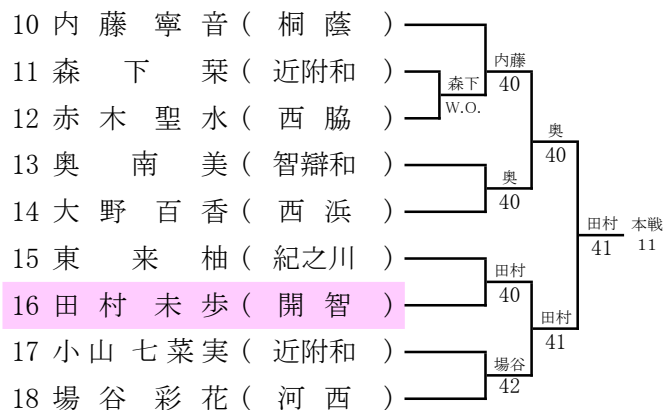 10 内藤寧音（桐蔭）
内藤
11 森下栞（近附和）
森下
40
W.O.
12 赤木聖水（西脇）
奥
40
13 奥南美（智辯和）
奥
40
14 大野百香（西浜）
田村 本戦
41 11
15 東来柚（紀之川）
田村
40
16 田村未歩（開智）
田村
41
17 小山七菜実（近附和）
場谷
42
18 場谷彩花（河西）